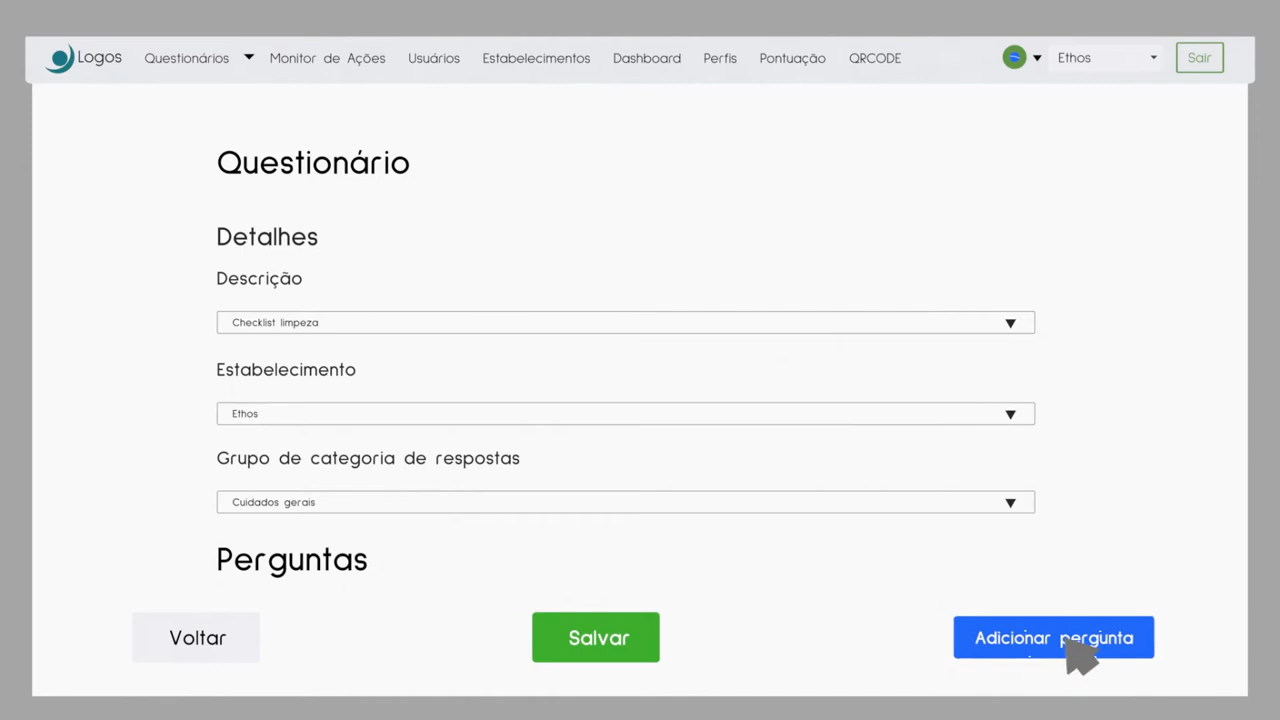 Logos Questionários Monitor de Ações Usuários Estabelecimentos Dashboard Perfis Pontuação QRCODE Ethos Sair
Questionário
Detalhes
Descrição
Checklist limpeza
Estabelecimento
Ethos
Grupo de categoria de respostas
Cuidados gerais
Perguntas
Voltar Salvar Adicionar pergunta